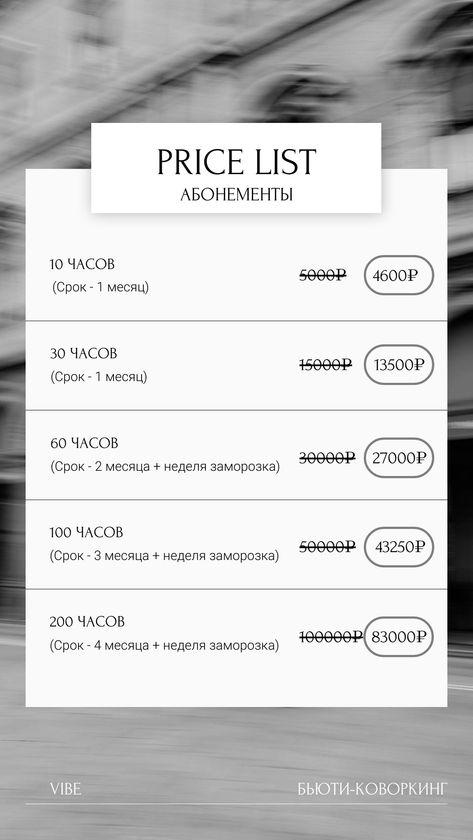 PRICE LIST
АБОНЕМЕНТЫ
10 ЧАСОВ
(Срок - 1 месяц)
5000₽ 4600₽
30 ЧАСОВ
(Срок - 1 месяц)
15000₽ 13500₽
60 ЧАСОВ
(Срок - 2 месяца + неделя заморозка)
30000₽ 27000₽
100 ЧАСОВ
(Срок - 3 месяца + неделя заморозка)
50000₽ 43250₽
200 ЧАСОВ
(Срок - 4 месяца + неделя заморозка)
100000₽ 83000₽
VIBE БЬЮТИ-КОВОРКИНГ